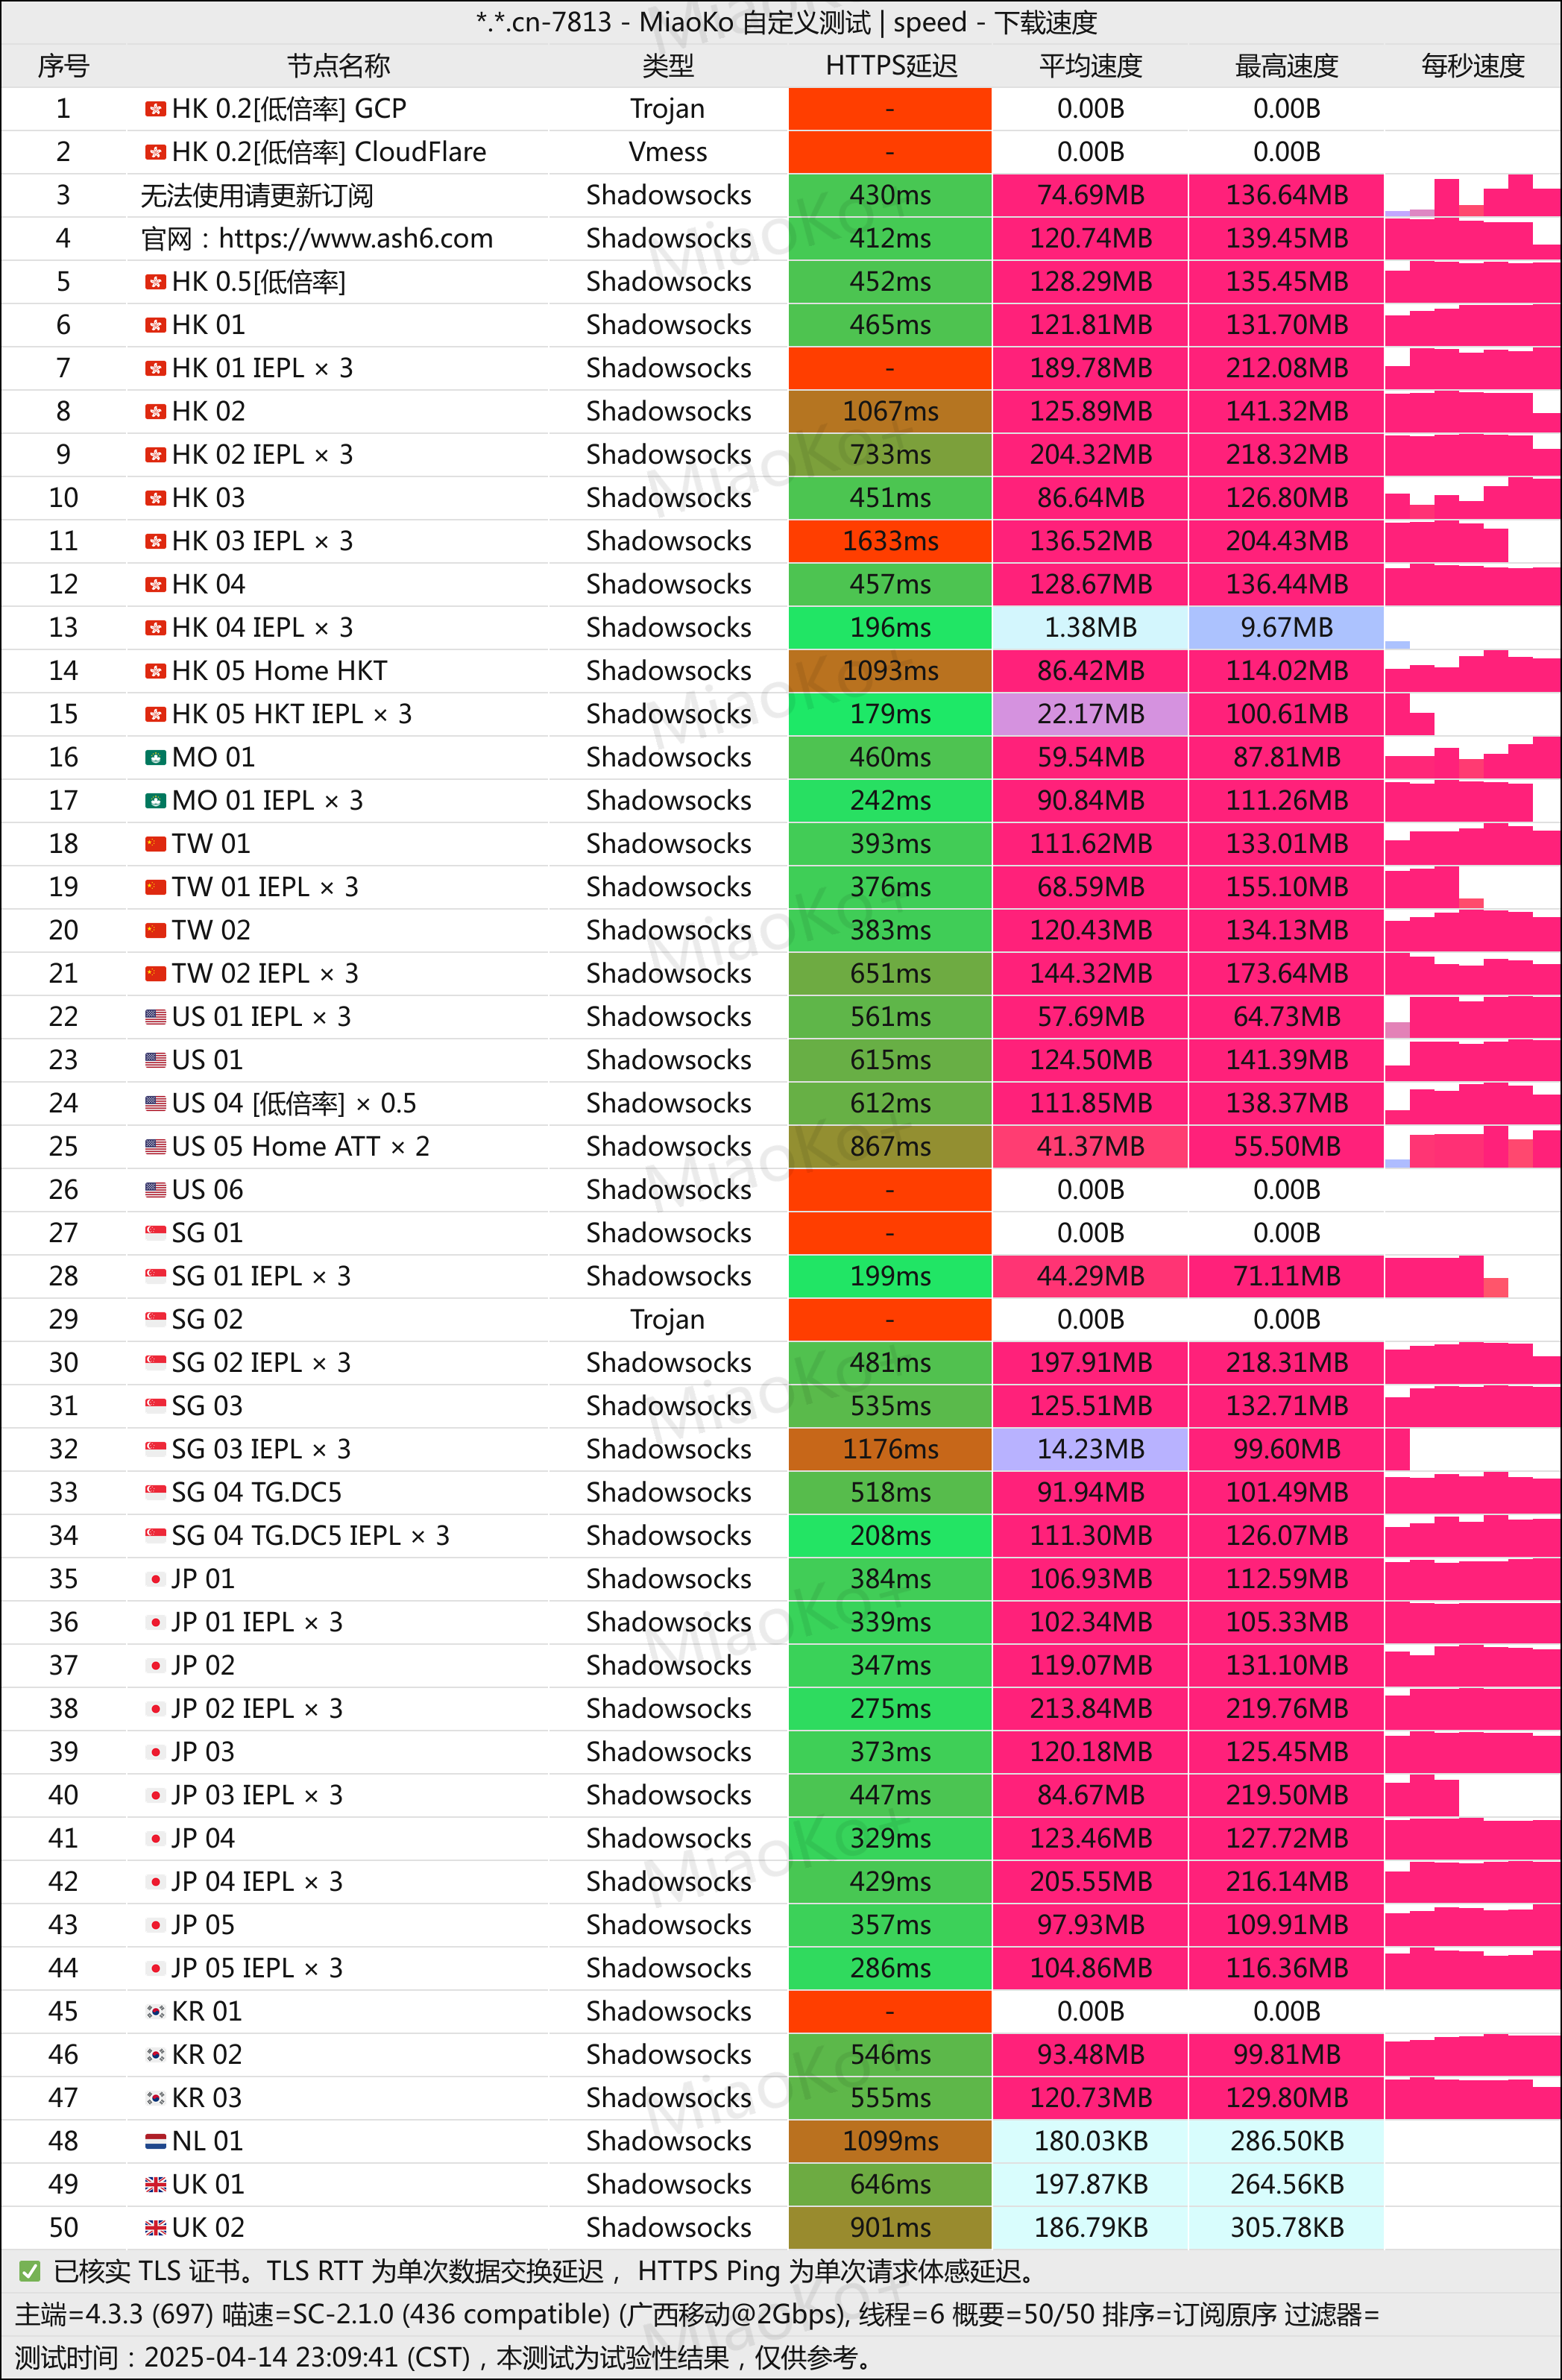 *.*.cn-7813 - MiaoKo 自定义测试 | speed - 下载速度
序号 节点名称 类型 HTTPS延迟 平均速度 最高速度 每秒速度
1 HK 0.2[低倍率] GCP Trojan - 0.00B 0.00B
2 HK 0.2[低倍率] CloudFlare Vmess - 0.00B 0.00B
3 无法使用请更新订阅 Shadowsocks 430ms 74.69MB 136.64MB
4 官网：https://www.ash6.com Shadowsocks 412ms 120.74MB 139.45MB
5 HK 0.5[低倍率] Shadowsocks 452ms 128.29MB 135.45MB
6 HK 01 Shadowsocks 465ms 121.81MB 131.70MB
7 HK 01 IEPL × 3 Shadowsocks - 189.78MB 212.08MB
8 HK 02 Shadowsocks 1067ms 125.89MB 141.32MB
9 HK 02 IEPL × 3 Shadowsocks 733ms 204.32MB 218.32MB
10 HK 03 Shadowsocks 451ms 86.64MB 126.80MB
11 HK 03 IEPL × 3 Shadowsocks 1633ms 136.52MB 204.43MB
12 HK 04 Shadowsocks 457ms 128.67MB 136.44MB
13 HK 04 IEPL × 3 Shadowsocks 196ms 1.38MB 9.67MB
14 HK 05 Home HKT Shadowsocks 1093ms 86.42MB 114.02MB
15 HK 05 HKT IEPL × 3 Shadowsocks 179ms 22.17MB 100.61MB
16 MO 01 Shadowsocks 460ms 59.54MB 87.81MB
17 MO 01 IEPL × 3 Shadowsocks 242ms 90.84MB 111.26MB
18 TW 01 Shadowsocks 393ms 111.62MB 133.01MB
19 TW 01 IEPL × 3 Shadowsocks 376ms 68.59MB 155.10MB
20 TW 02 Shadowsocks 383ms 120.43MB 134.13MB
21 TW 02 IEPL × 3 Shadowsocks 651ms 144.32MB 173.64MB
22 US 01 IEPL × 3 Shadowsocks 561ms 57.69MB 64.73MB
23 US 01 Shadowsocks 615ms 124.50MB 141.39MB
24 US 04 [低倍率] × 0.5 Shadowsocks 612ms 111.85MB 138.37MB
25 US 05 Home ATT × 2 Shadowsocks 867ms 41.37MB 55.50MB
26 US 06 Shadowsocks - 0.00B 0.00B
27 SG 01 Shadowsocks - 0.00B 0.00B
28 SG 01 IEPL × 3 Shadowsocks 199ms 44.29MB 71.11MB
29 SG 02 Trojan - 0.00B 0.00B
30 SG 02 IEPL × 3 Shadowsocks 481ms 197.91MB 218.31MB
31 SG 03 Shadowsocks 535ms 125.51MB 132.71MB
32 SG 03 IEPL × 3 Shadowsocks 1176ms 14.23MB 99.60MB
33 SG 04 TG.DC5 Shadowsocks 518ms 91.94MB 101.49MB
34 SG 04 TG.DC5 IEPL × 3 Shadowsocks 208ms 111.30MB 126.07MB
35 JP 01 Shadowsocks 384ms 106.93MB 112.59MB
36 JP 01 IEPL × 3 Shadowsocks 339ms 102.34MB 105.33MB
37 JP 02 Shadowsocks 347ms 119.07MB 131.10MB
38 JP 02 IEPL × 3 Shadowsocks 275ms 213.84MB 219.76MB
39 JP 03 Shadowsocks 373ms 120.18MB 125.45MB
40 JP 03 IEPL × 3 Shadowsocks 447ms 84.67MB 219.50MB
41 JP 04 Shadowsocks 329ms 123.46MB 127.72MB
42 JP 04 IEPL × 3 Shadowsocks 429ms 205.55MB 216.14MB
43 JP 05 Shadowsocks 357ms 97.93MB 109.91MB
44 JP 05 IEPL × 3 Shadowsocks 286ms 104.86MB 116.36MB
45 KR 01 Shadowsocks - 0.00B 0.00B
46 KR 02 Shadowsocks 546ms 93.48MB 99.81MB
47 KR 03 Shadowsocks 555ms 120.73MB 129.80MB
48 NL 01 Shadowsocks 1099ms 180.03KB 286.50KB
49 UK 01 Shadowsocks 646ms 197.87KB 264.56KB
50 UK 02 Shadowsocks 901ms 186.79KB 305.78KB
已核实 TLS 证书。TLS RTT 为单次数据交换延迟， HTTPS Ping 为单次请求体感延迟。
主端=4.3.3 (697) 喵速=SC-2.1.0 (436 compatible) (广西移动@2Gbps), 线程=6 概要=50/50 排序=订阅原序 过滤器=
测试时间：2025-04-14 23:09:41 (CST)，本测试为试验性结果，仅供参考。